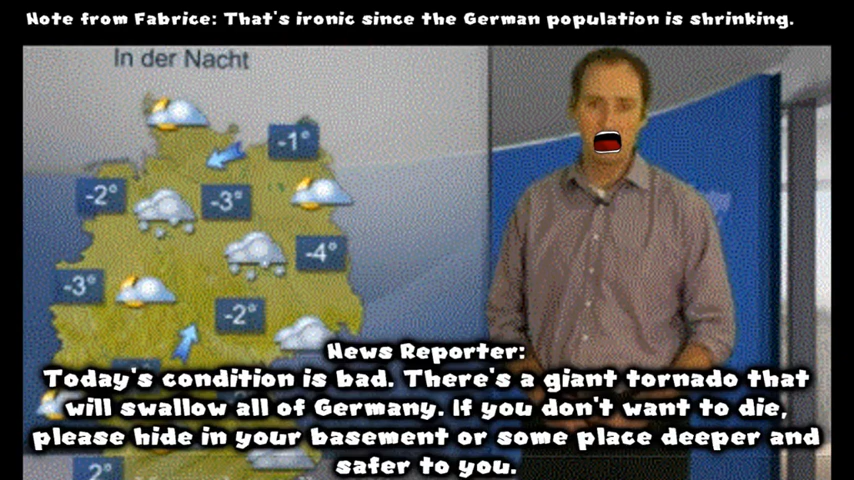 Note from Fabrice: That's ironic since the German population is shrinking.
In der Nacht
-1°
-2°
-3°
-4°
-3°
-2°
2°
News Reporter:
Today's condition is bad. There's a giant tornado that
will swallow all of Germany. If you don't want to die,
please hide in your basement or some place deeper and
safer to you.